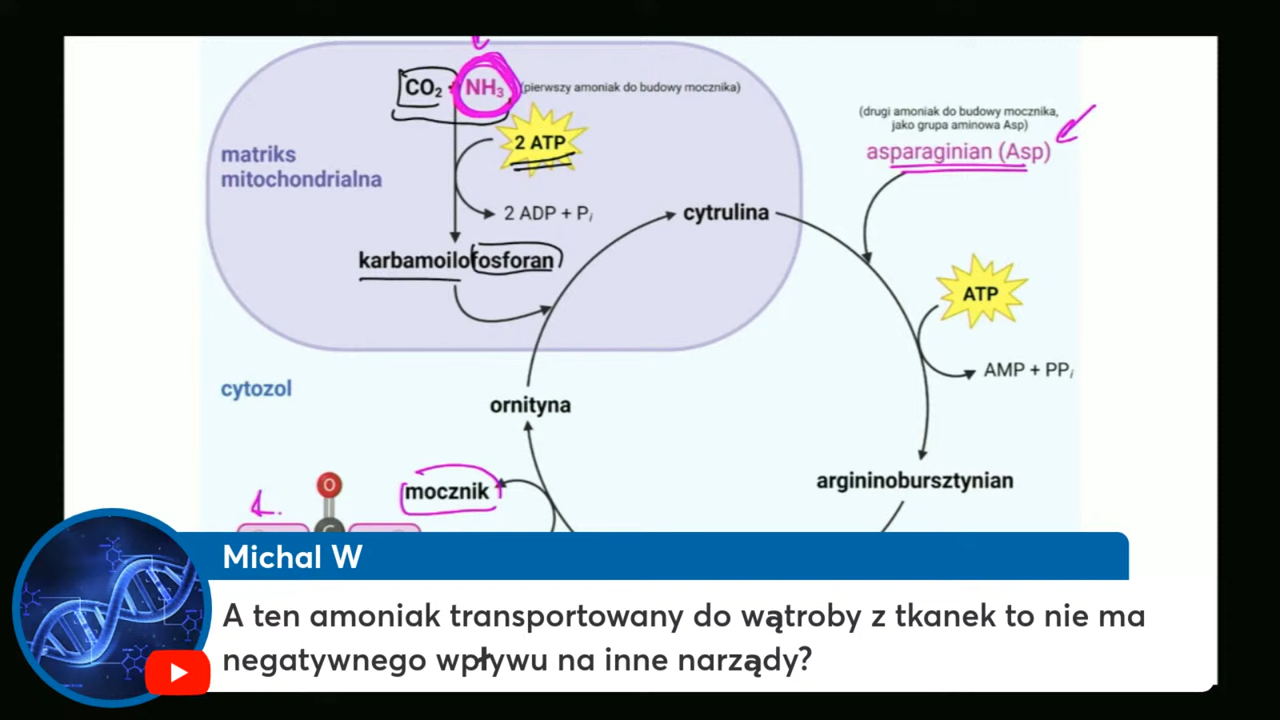 CO₂ + NH₃ (pierwszy amoniak do budowy mocznika)
(drugi amoniak do budowy mocznika,
jako grupa aminowa Asp)
asparaginian (Asp)
2 ATP
matriks
mitochondrialna
2 ADP + Pi
cytrulina
karbamoilofosforan
ATP
AMP + PPi
cytozol
ornityna
argininobursztynian
mocznik
O
C
Michal W
A ten amoniak transportowany do wątroby z tkanek to nie ma
negatywnego wpływu na inne narządy?